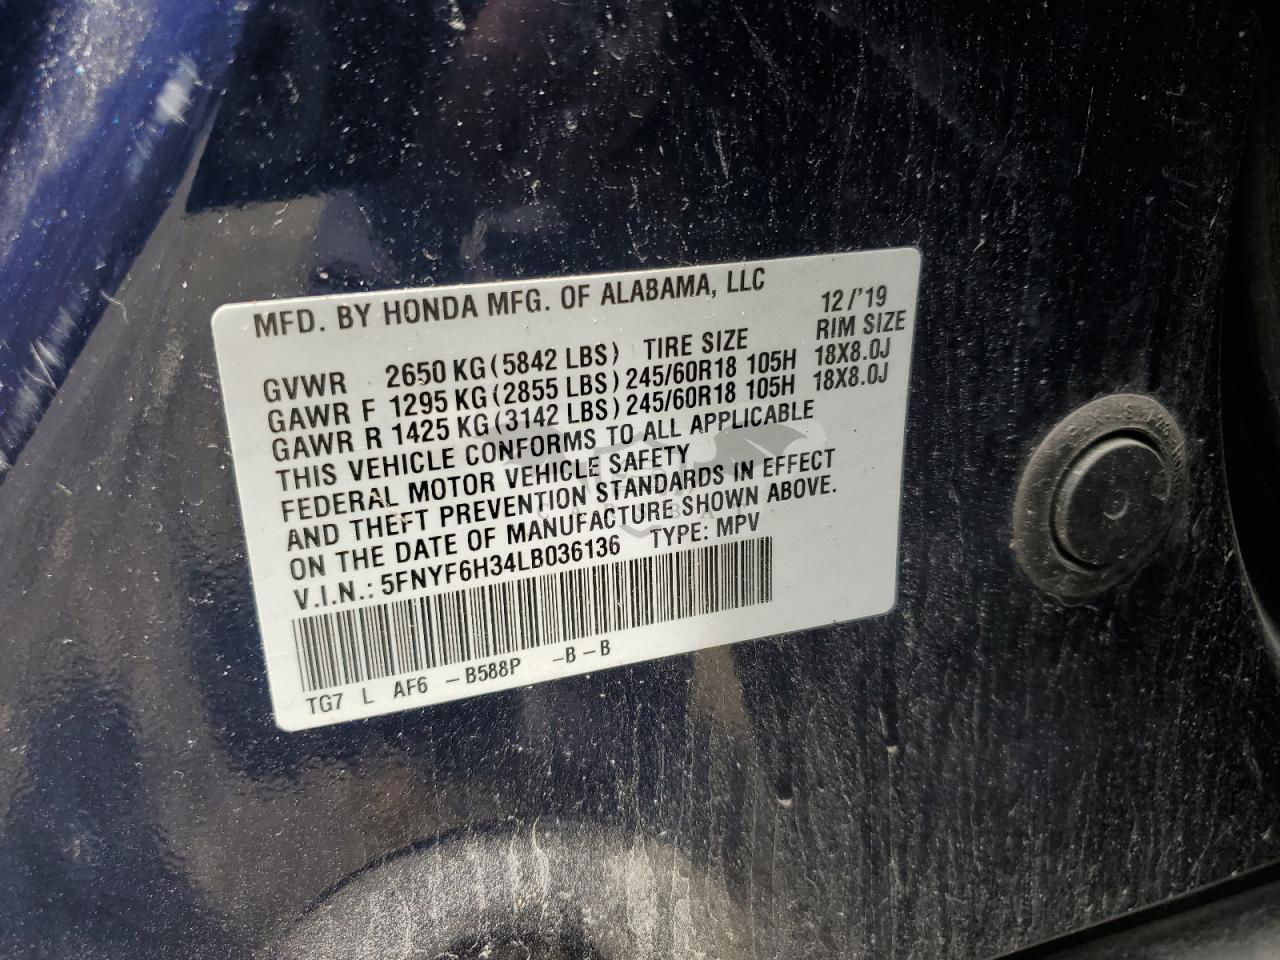 MFD. BY HONDA MFG. OF ALABAMA, LLC 12/'19
GVWR 2650 KG (5842 LBS) TIRE SIZE RIM SIZE
GAWR F 1295 KG (2855 LBS) 245/60R18 105H 18X8.0J
GAWR R 1425 KG (3142 LBS) 245/60R18 105H 18X8.0J
THIS VEHICLE CONFORMS TO ALL APPLICABLE
FEDERAL MOTOR VEHICLE SAFETY
AND THEFT PREVENTION STANDARDS IN EFFECT
ON THE DATE OF MANUFACTURE SHOWN ABOVE.
V.I.N.: 5FNYF6H34LB036136 TYPE: MPV
TG7 L AF6 -B588P -B-B